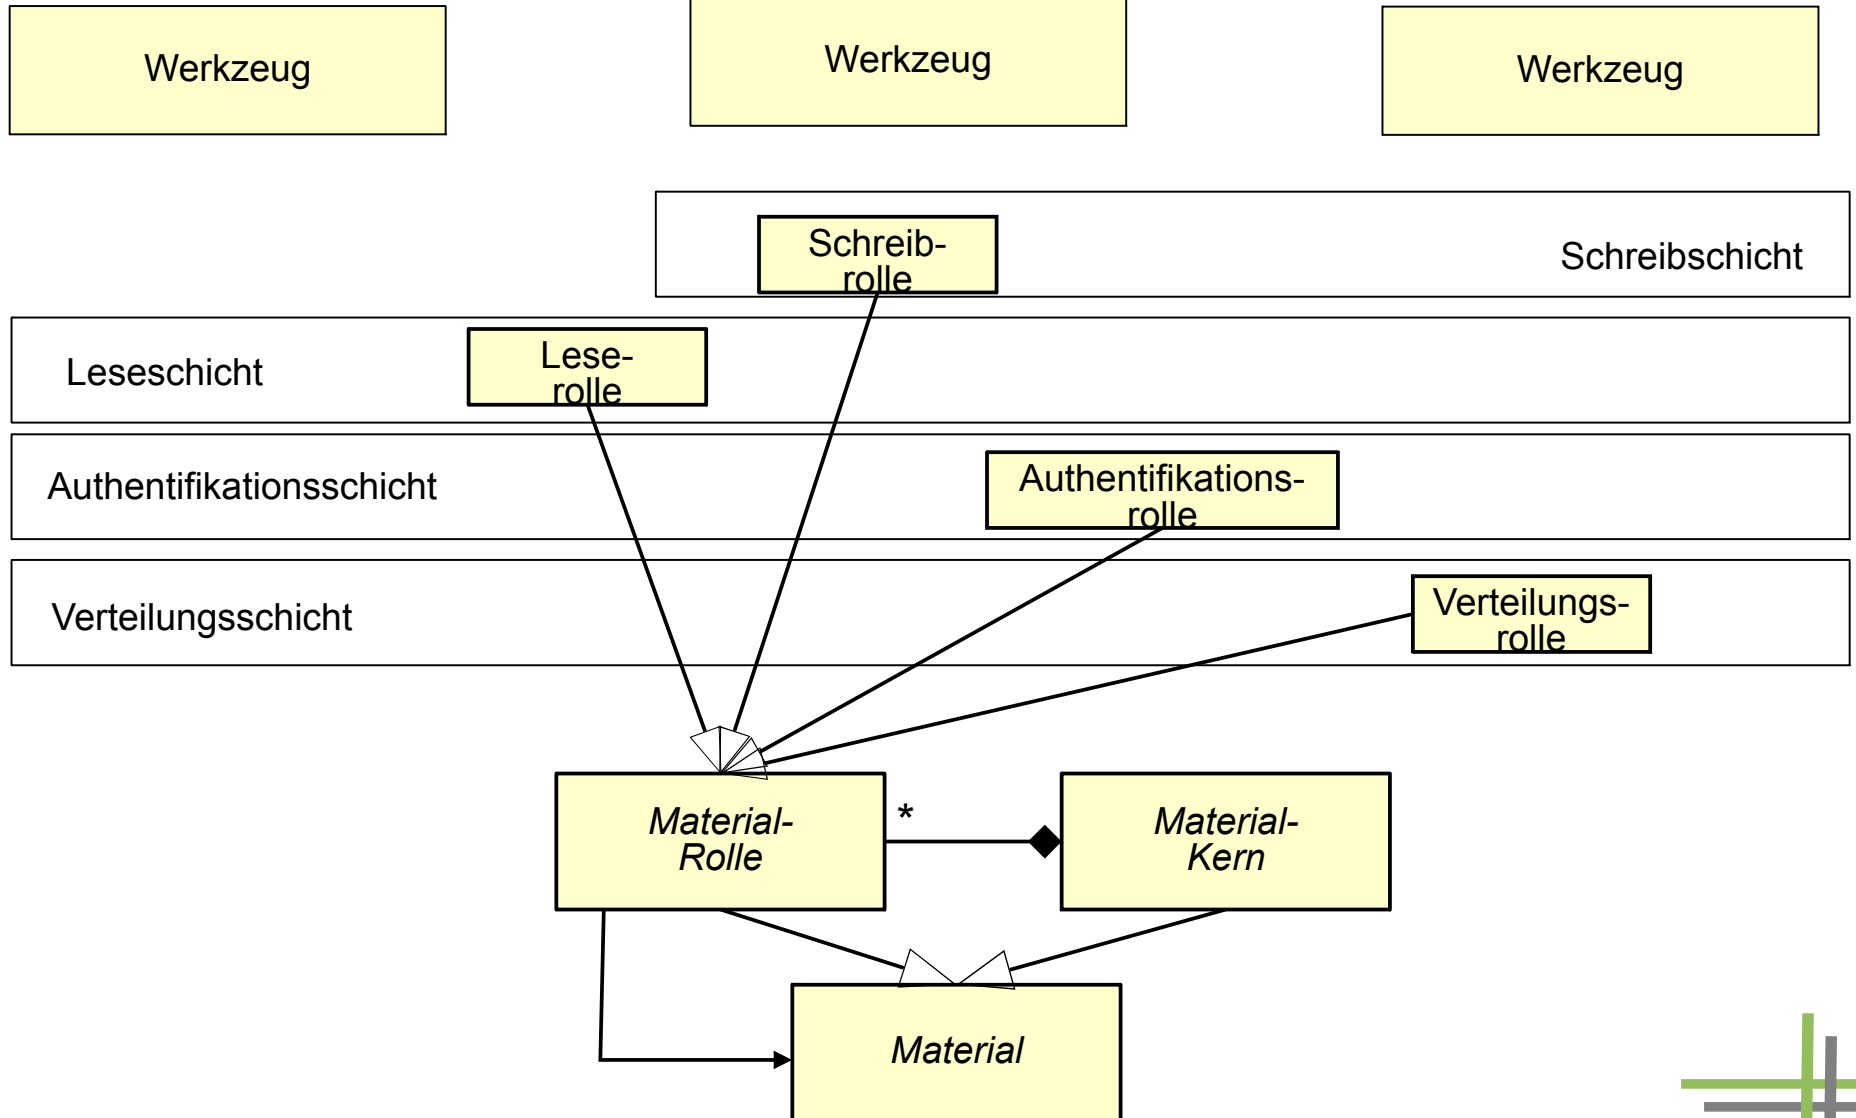 Werkzeug
Werkzeug
Werkzeug
Schreib-
rolle
Schreibschicht
Leseschicht
Lese-
rolle
Authentifikationsschicht
Authentifikations-
rolle
Verteilungsschicht
Verteilungs-
rolle
Material-
Rolle
*
Material-
Kern
Material